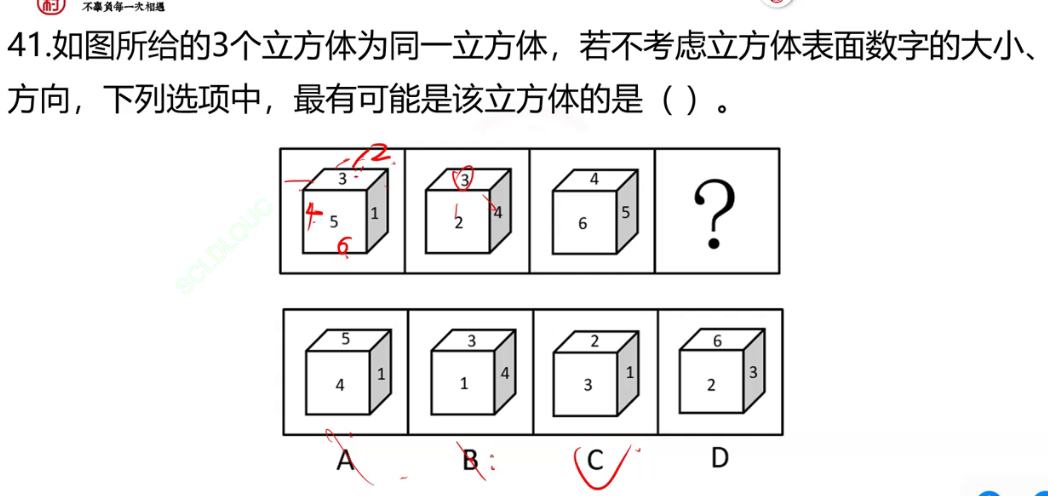 不辜负每一次相遇
41.如图所给的3个立方体为同一立方体，若不考虑立方体表面数字的大小、
方向，下列选项中，最有可能是该立方体的是（ ）。
2
3 3 4 ?
4 5 1 2 4 6 5
6
SCLDLOUC
5 3 2 6
4 1 1 4 3 1 2 3
A B C D